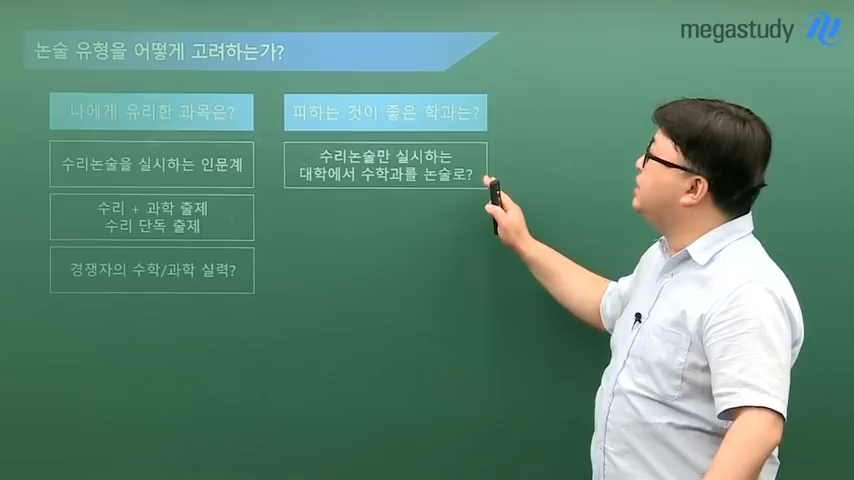 megastudy
논술 유형을 어떻게 고려하는가?
나에게 유리한 과목은?
수리논술을 실시하는 인문계
수리 + 과학 출제
수리 단독 출제
경쟁자의 수학/과학 실력?
피하는 것이 좋은 학과는?
수리논술만 실시하는
대학에서 수학과를 논술로?